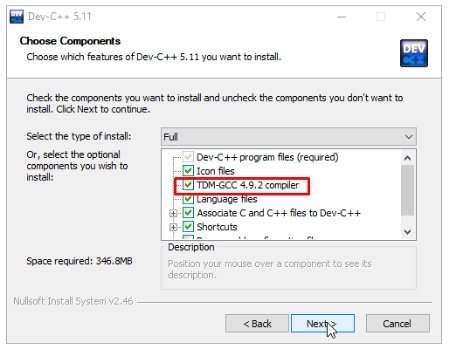 Dev-C++ 5.11
Choose Components
Choose which features of Dev-C++ 5.11 you want to install.
DEV
C++
Check the components you want to install and uncheck the components you don't want to
install. Click Next to continue.
Select the type of install:
Full
Or, select the optional
components you wish to
install:
Dev-C++ program files (required)
Icon files
TDM-GCC 4.9.2 compiler
Language files
Associate C and C++ files to Dev-C++
Shortcuts
Description
Position your mouse over a component to see its
description.
Space required: 346.8MB
Nullsoft Install System v2.46
< Back
Next >
Cancel